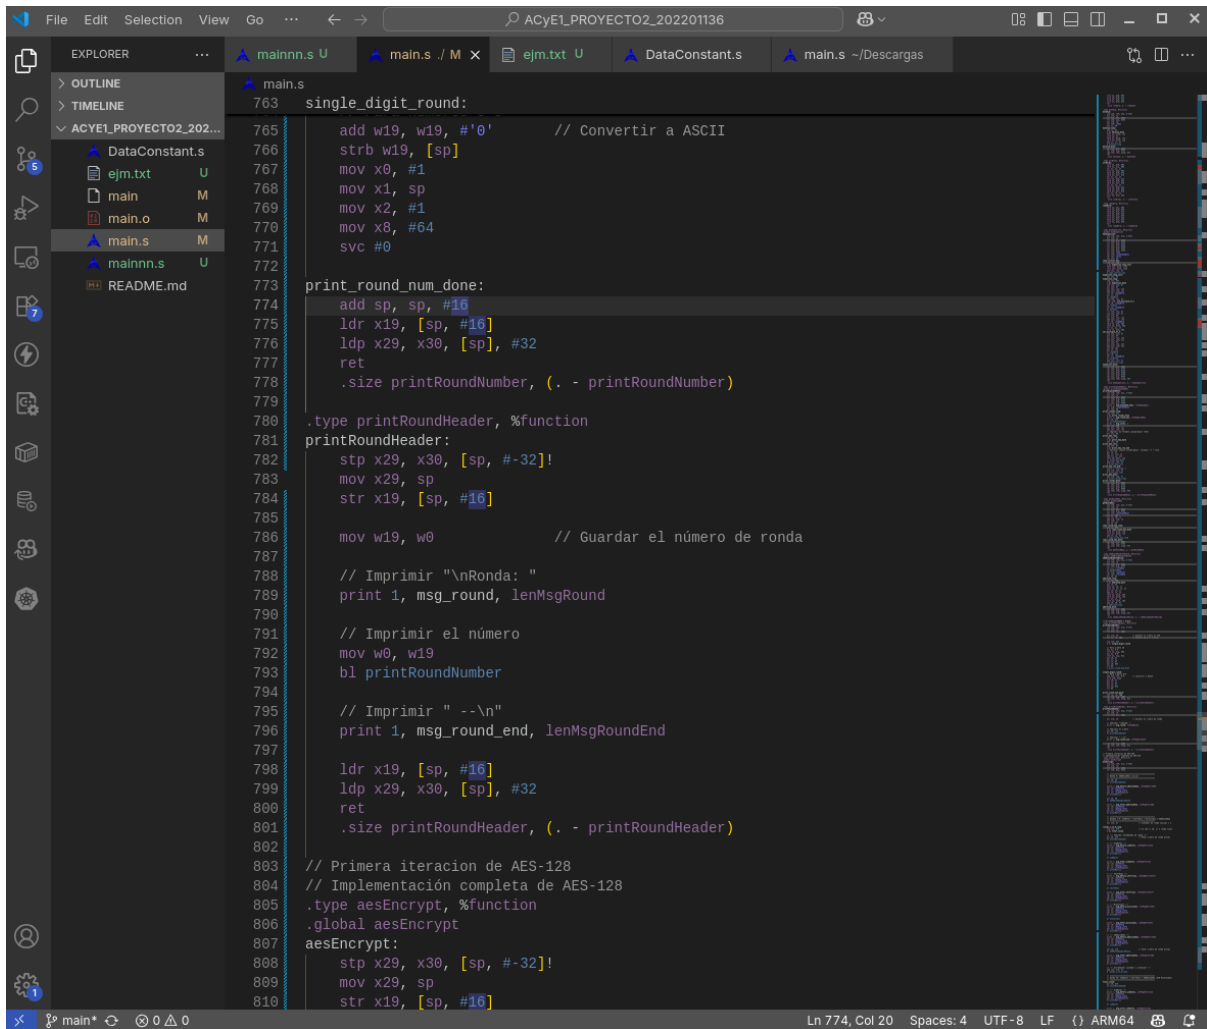 File Edit Selection View Go ··· ACyE1_PROYECTO2_202201136
EXPLORER ···
mainnn.s U main.s ./ M ejm.txt U DataConstant.s main.s ~/Descargas
OUTLINE
TIMELINE
ACYE1_PROYECTO2_202...
DataConstant.s
ejm.txt U
main M
main.o M
main.s M
mainnn.s U
README.md
5
7
1
main.s
763 single_digit_round:
765 add w19, w19, #'0' // Convertir a ASCII
766 strb w19, [sp]
767 mov x0, #1
768 mov x1, sp
769 mov x2, #1
770 mov x8, #64
771 svc #0
772
773 print_round_num_done:
774 add sp, sp, #16
775 ldr x19, [sp, #16]
776 ldp x29, x30, [sp], #32
777 ret
778 .size printRoundNumber, (. - printRoundNumber)
779
780 .type printRoundHeader, %function
781 printRoundHeader:
782 stp x29, x30, [sp, #-32]!
783 mov x29, sp
784 str x19, [sp, #16]
785
786 mov w19, w0 // Guardar el número de ronda
787
788 // Imprimir "\nRonda: "
789 print 1, msg_round, lenMsgRound
790
791 // Imprimir el número
792 mov w0, w19
793 bl printRoundNumber
794
795 // Imprimir " --\n"
796 print 1, msg_round_end, lenMsgRoundEnd
797
798 ldr x19, [sp, #16]
799 ldp x29, x30, [sp], #32
800 ret
801 .size printRoundHeader, (. - printRoundHeader)
802
803 // Primera iteracion de AES-128
804 // Implementación completa de AES-128
805 .type aesEncrypt, %function
806 .global aesEncrypt
807 aesEncrypt:
808 stp x29, x30, [sp, #-32]!
809 mov x29, sp
810 str x19, [sp, #16]
main* 0 0 Ln 774, Col 20 Spaces: 4 UTF-8 LF {} ARM64